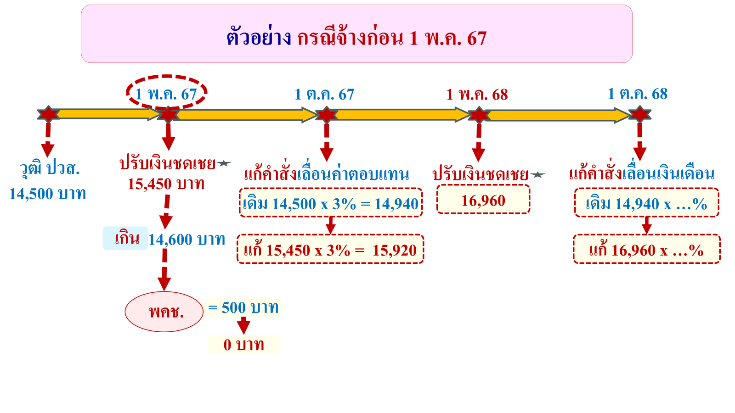 ตัวอย่าง กรณีจ้างก่อน 1 พ.ค. 67
1 พ.ค. 67
1 ต.ค. 67
1 พ.ค. 68
1 ต.ค. 68
วุฒิ ปวส.
14,500 บาท
ปรับเงินชดเชย
15,450 บาท
แก้คำสั่งเลื่อนค่าตอบแทน
เดิม 14,500 x 3% = 14,940
แก้ 15,450 x 3% = 15,920
ปรับเงินชดเชย
16,960
แก้คำสั่งเลื่อนเงินเดือน
เดิม 14,940 x …%
แก้ 16,960 x …%
เกิน 14,600 บาท
พคช. = 500 บาท
0 บาท